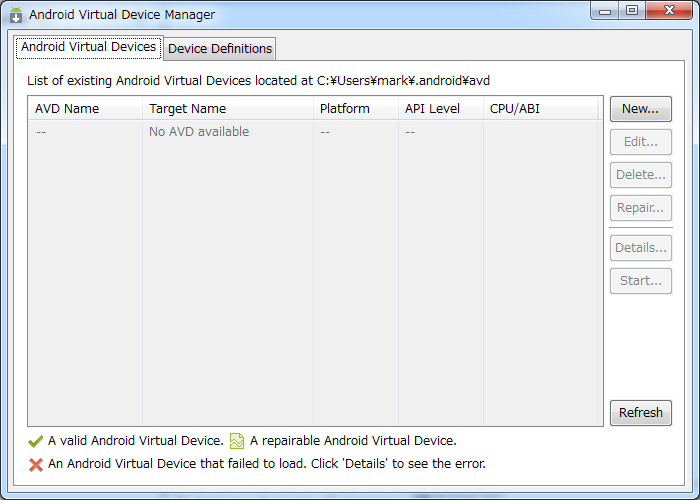 Android Virtual Device Manager
Android Virtual Devices
Device Definitions
List of existing Android Virtual Devices located at C:¥Users¥mark¥.android¥avd
AVD Name Target Name Platform API Level CPU/ABI
-- No AVD available -- --
New...
Edit...
Delete...
Repair...
Details...
Start...
Refresh
A valid Android Virtual Device. A repairable Android Virtual Device.
An Android Virtual Device that failed to load. Click 'Details' to see the error.